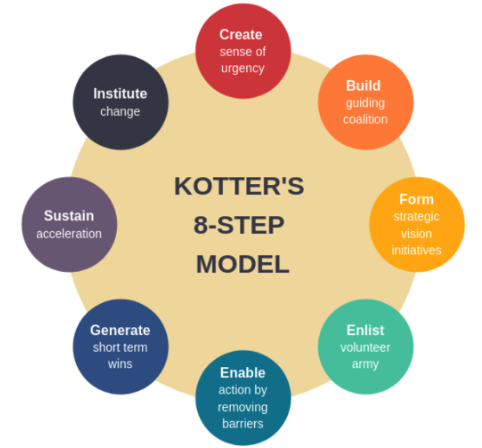 Create
sense of
urgency
Build
guiding
coalition
Form
strategic
vision
initiatives
Enlist
volunteer
army
Enable
action by
removing
barriers
Generate
short term
wins
Sustain
acceleration
Institute
change
KOTTER'S
8-STEP
MODEL